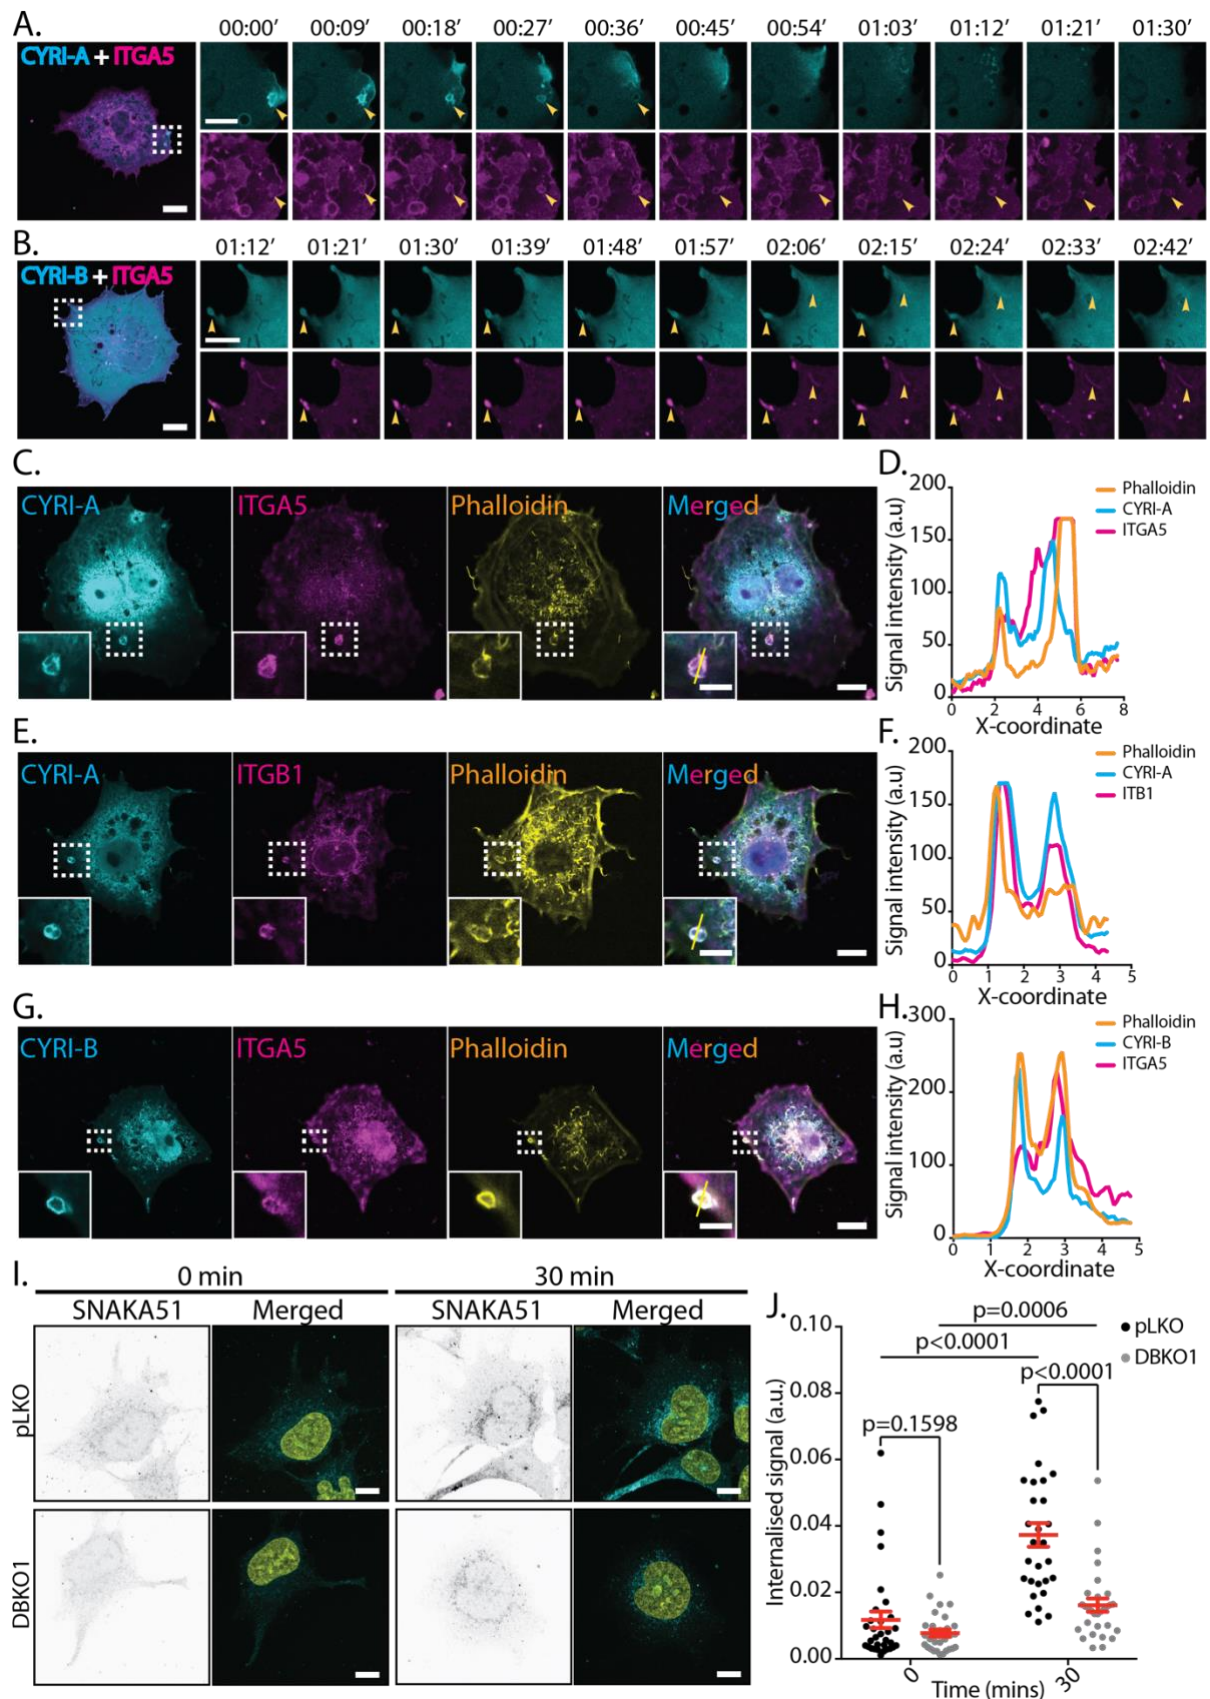 A.
00:00′ 00:09′ 00:18′ 00:27′ 00:36′ 00:45′ 00:54′ 01:03′ 01:12′ 01:21′ 01:30′
CYRI-A + ITGA5
B.
01:12′ 01:21′ 01:30′ 01:39′ 01:48′ 01:57′ 02:06′ 02:15′ 02:24′ 02:33′ 02:42′
CYRI-B + ITGA5
C.
CYRI-A ITGA5 Phalloidin Merged
D.
Signal intensity (a.u)
200
150
100
50
0
0 2 4 6 8
X-coordinate
Phalloidin
CYRI-A
ITGA5
E.
CYRI-A ITGB1 Phalloidin Merged
F.
Signal intensity (a.u)
200
150
100
50
0
0 1 2 3 4 5
X-coordinate
Phalloidin
CYRI-A
ITB1
G.
CYRI-B ITGA5 Phalloidin Merged
H.
Signal intensity (a.u)
300
200
100
0
0 1 2 3 4 5
X-coordinate
Phalloidin
CYRI-B
ITGA5
I.
0 min 30 min
SNAKA51 Merged SNAKA51 Merged
pLKO
DBKO1
J.
Internalised signal (a.u.)
0.10
0.08
0.06
0.04
0.02
0.00
p=0.0006
p<0.0001
p<0.0001
p=0.1598
pLKO
DBKO1
0 30
Time (mins)